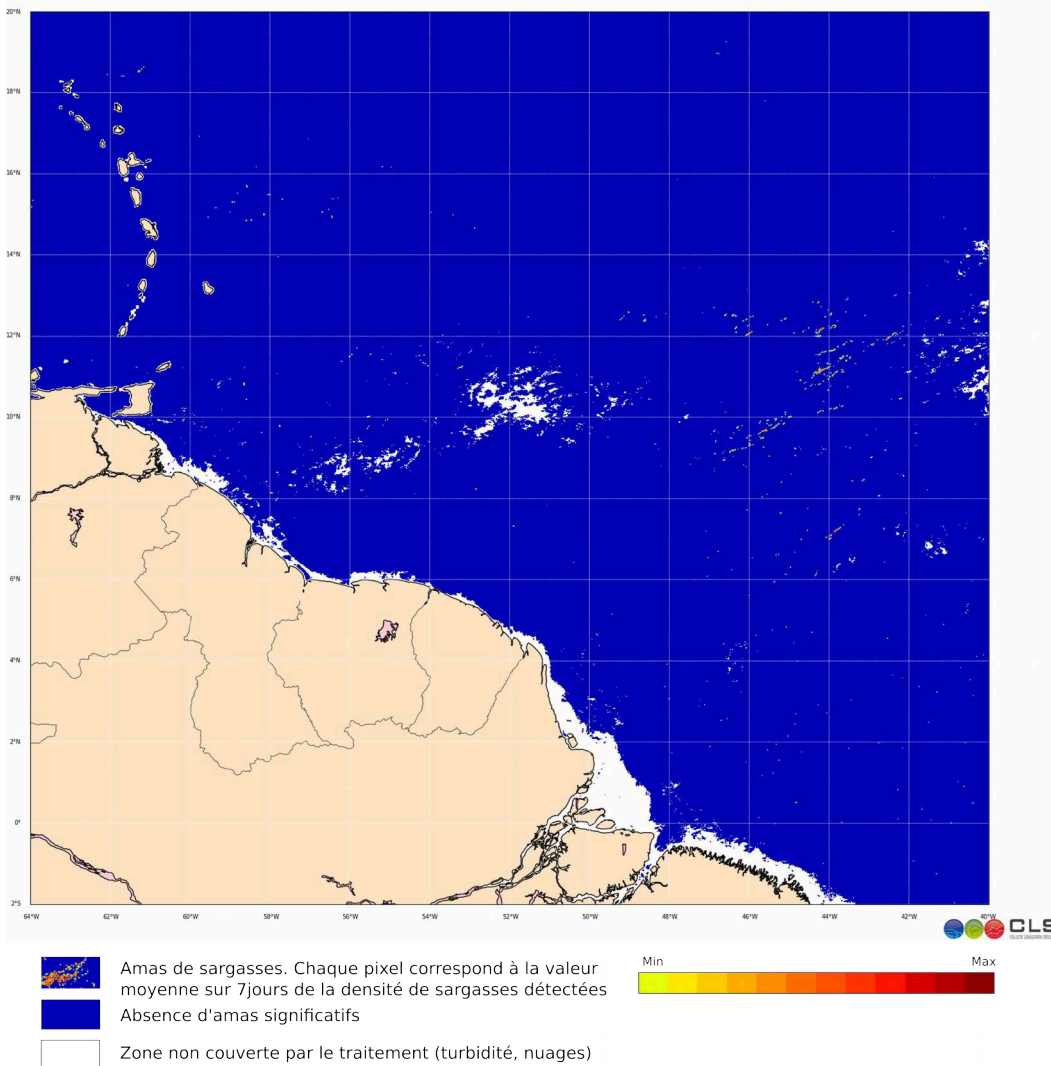 20°N
18°N
16°N
14°N
12°N
10°N
8°N
6°N
4°N
2°N
0°
2°S
64°W 62°W 60°W 58°W 56°W 54°W 52°W 50°W 48°W 46°W 44°W 42°W 40°W
CLS
Amas de sargasses. Chaque pixel correspond à la valeur
moyenne sur 7jours de la densité de sargasses détectées
Min Max
Absence d'amas significatifs
Zone non couverte par le traitement (turbidité, nuages)